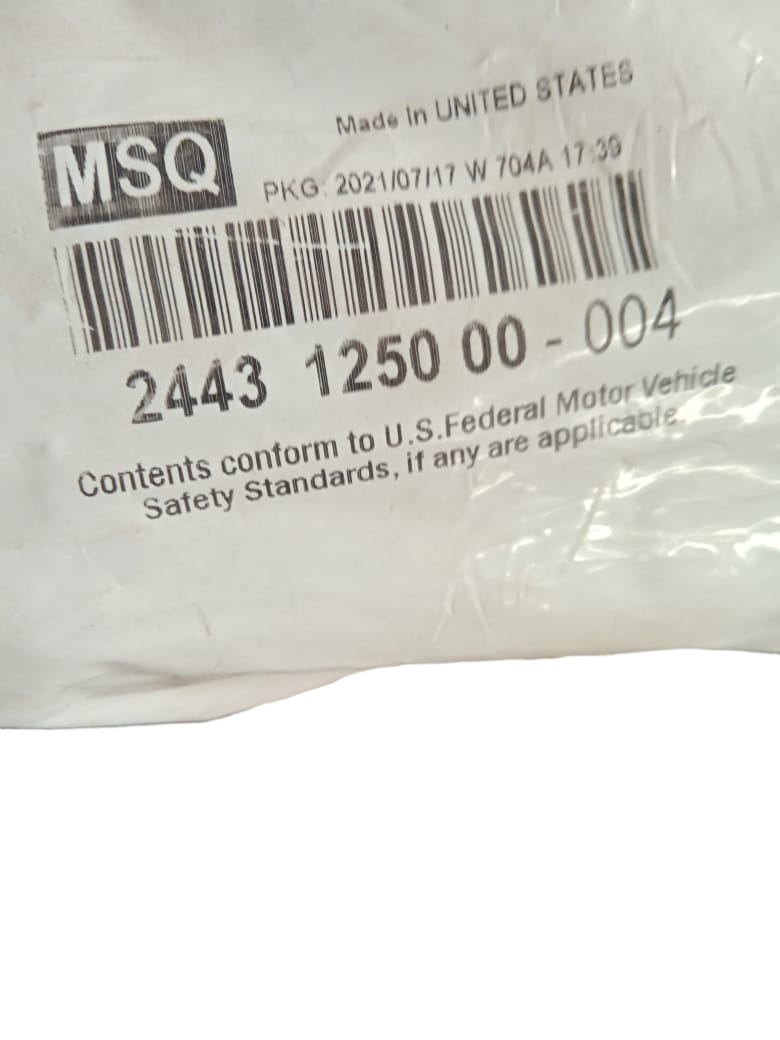 Made In UNITED STATES
MSQ
PKG: 2021/07/17 W 704A 17:39
2443 1250 00 - 004
Contents conform to U.S.Federal Motor Vehicle
Safety Standards, if any are applicable.